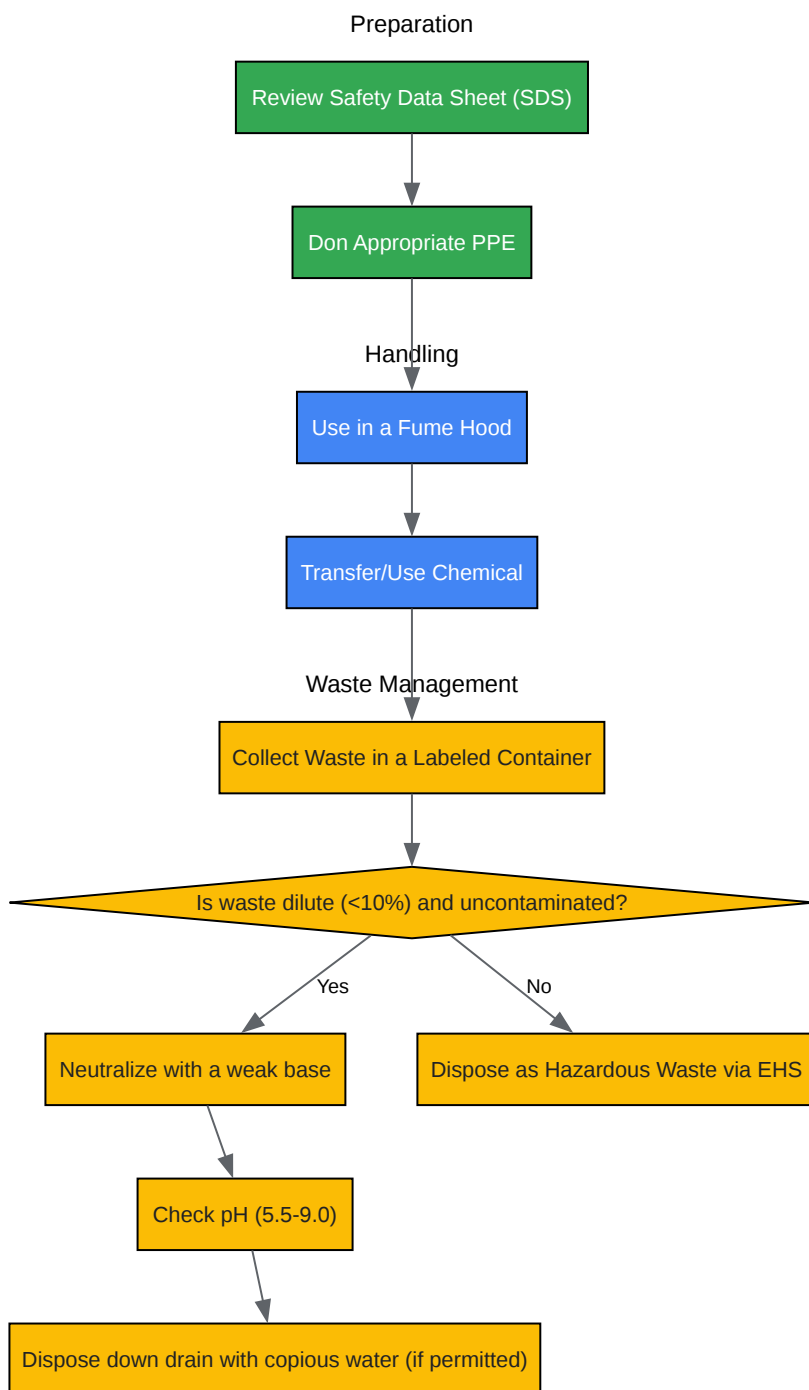 Preparation
Review Safety Data Sheet (SDS)
Don Appropriate PPE
Handling
Use in a Fume Hood
Transfer/Use Chemical
Waste Management
Collect Waste in a Labeled Container
Is waste dilute (<10%) and uncontaminated?
Yes
No
Neutralize with a weak base
Dispose as Hazardous Waste via EHS
Check pH (5.5-9.0)
Dispose down drain with copious water (if permitted)